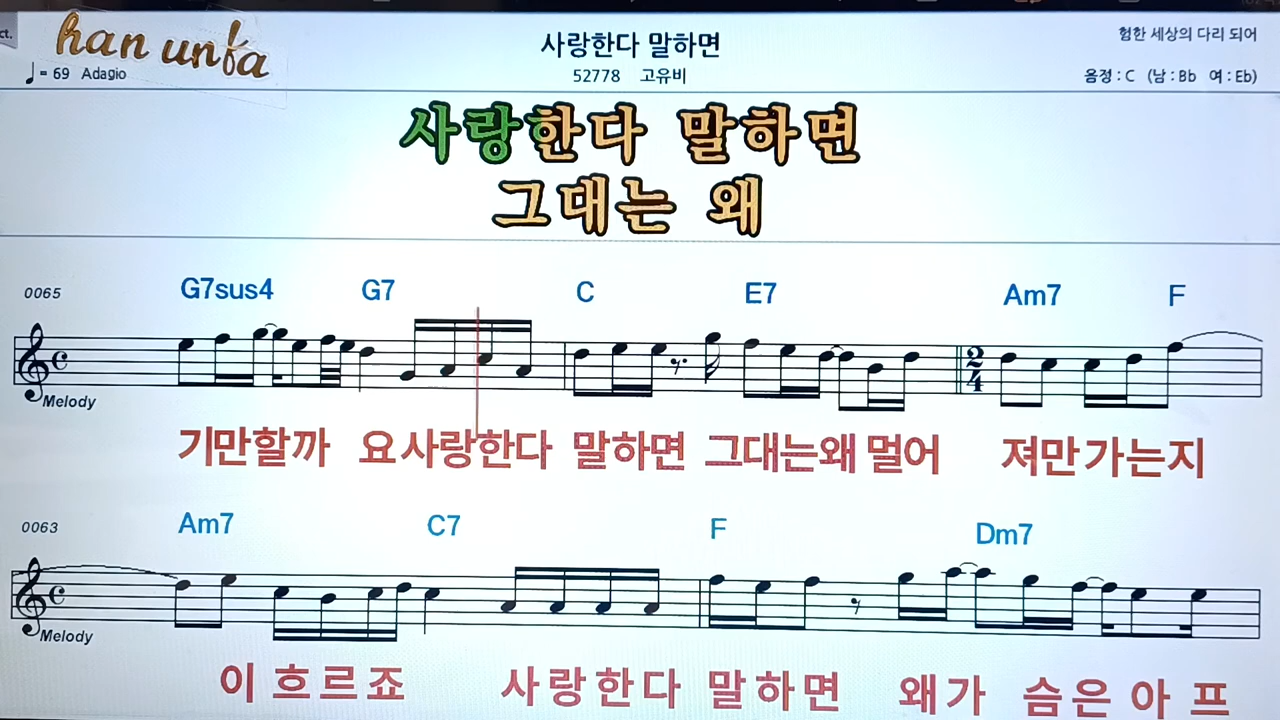 ct.
han unfa
사랑한다 말하면
험한 세상의 다리 되어
♩= 69 Adagio
52778 고유비
음정 : C (남 : Bb 여 : Eb)
사랑한다 말하면
그대는 왜
0065
G7sus4 G7 C E7 Am7 F
2
4
Melody
기만할까 요사랑한다 말하면 그대는왜 멀어 져만가는지
0063
Am7 C7 F Dm7
Melody
이 흐르죠 사랑한다 말하면 왜가 슴은 아 프